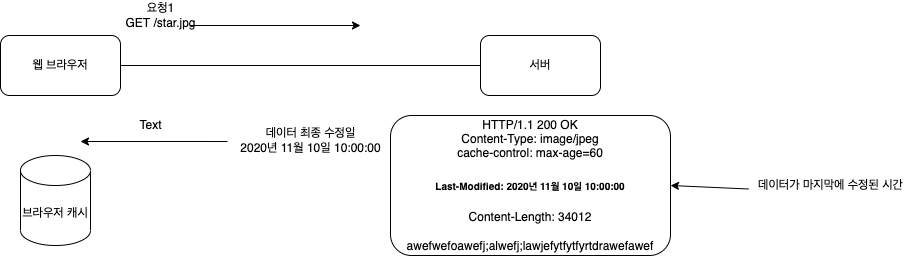 요청1
GET /star.jpg
웹 브라우저
서버
Text
데이터 최종 수정일
2020년 11월 10일 10:00:00
HTTP/1.1 200 OK
Content-Type: image/jpeg
cache-control: max-age=60
Last-Modified: 2020년 11월 10일 10:00:00
데이터가 마지막에 수정된 시간
브라우저 캐시
Content-Length: 34012
awefwefoawefj;alwefj;lawjefytfytfyrtdrawefawef